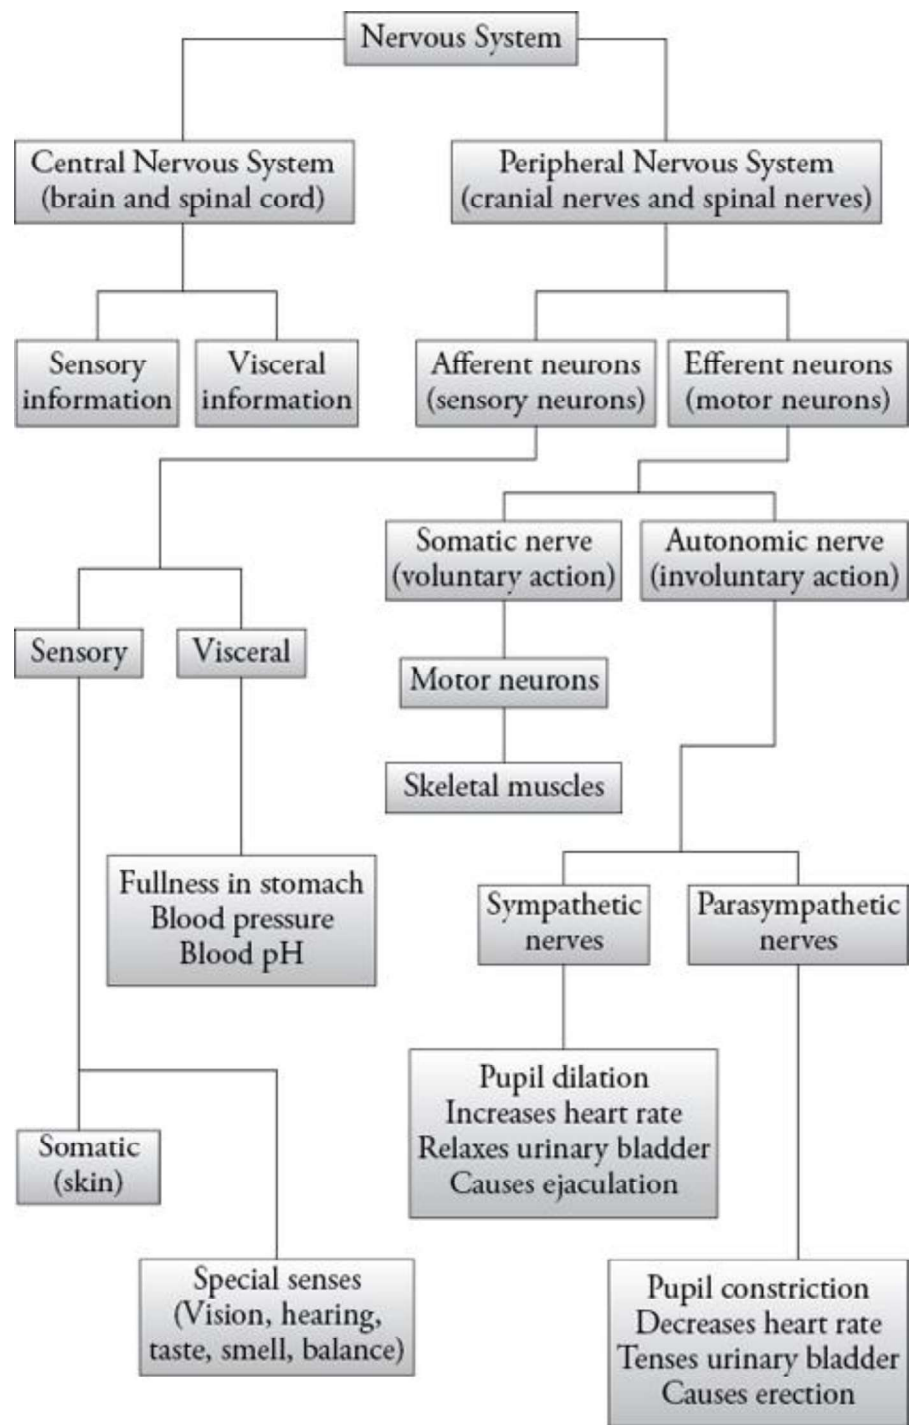 Nervous System
Central Nervous System
(brain and spinal cord)
Peripheral Nervous System
(cranial nerves and spinal nerves)
Sensory
information
Visceral
information
Afferent neurons
(sensory neurons)
Efferent neurons
(motor neurons)
Somatic nerve
(voluntary action)
Autonomic nerve
(involuntary action)
Sensory
Visceral
Motor neurons
Skeletal muscles
Fullness in stomach
Blood pressure
Blood pH
Sympathetic
nerves
Parasympathetic
nerves
Pupil dilation
Increases heart rate
Relaxes urinary bladder
Causes ejaculation
Somatic
(skin)
Special senses
(Vision, hearing,
taste, smell, balance)
Pupil constriction
Decreases heart rate
Tenses urinary bladder
Causes erection